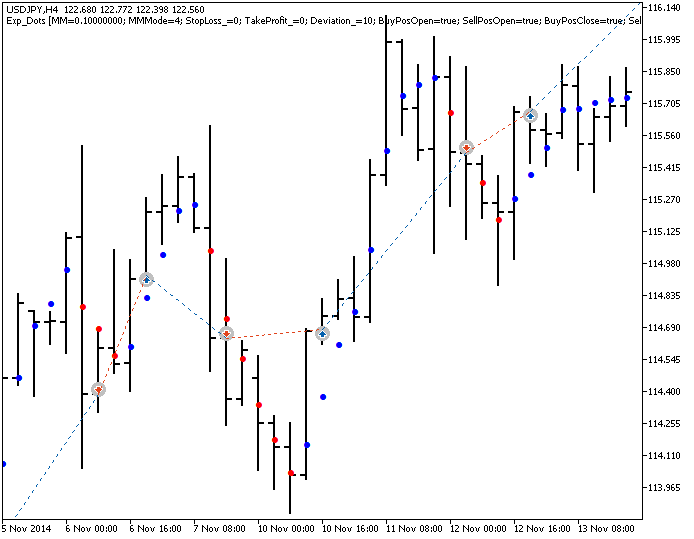 USDJPY,H4 122.680 122.772 122.398 122.560
Exp_Dots [MM=0.10000000; MMMode=4; StopLoss_=0; TakeProfit_=0; Deviation_=10; BuyPosOpen=true; SellPosOpen=true; BuyPosClose=true; Sel
116.140
115.995
115.850
115.705
115.560
115.415
115.270
115.125
114.980
114.835
114.690
114.545
114.400
114.255
114.110
113.965
5 Nov 2014
6 Nov 00:00
6 Nov 16:00
7 Nov 08:00
10 Nov 00:00
10 Nov 16:00
11 Nov 08:00
12 Nov 00:00
12 Nov 16:00
13 Nov 08:00